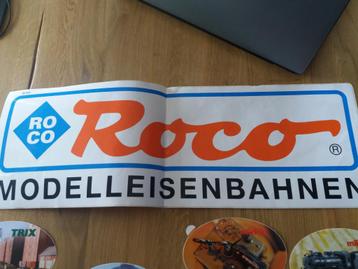 RO
CO
Roco
®
MODELLEISENBAHNEN
TRIX